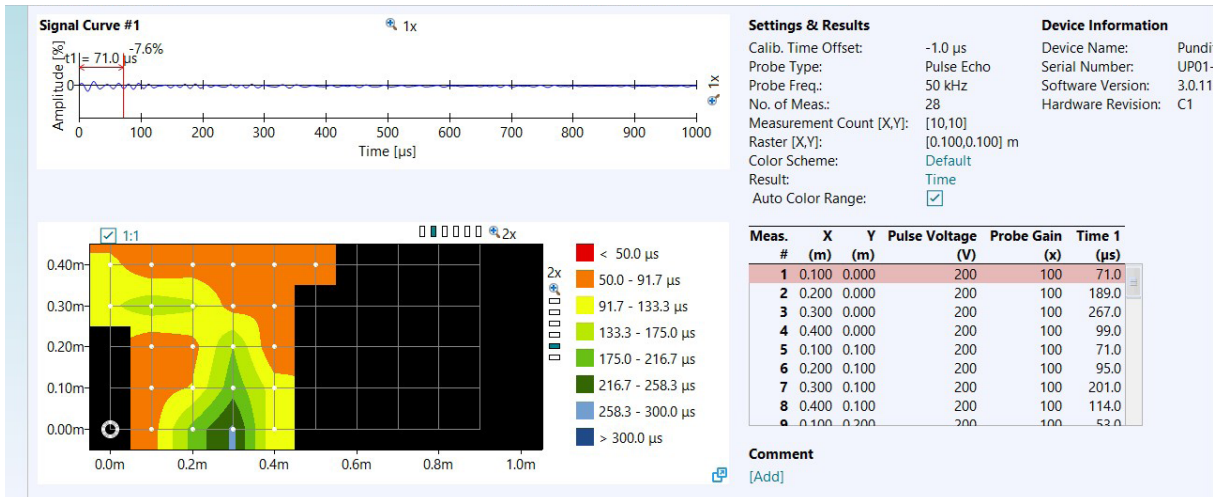 Signal Curve #1
1x
Amplitude [%]
t1 = 71.0 µs
-7.6%
0
1x
0 100 200 300 400 500 600 700 800 900 1000
Time [µs]
1:1
2x
0.40m
0.30m
0.20m
0.10m
0.00m
0.0m 0.2m 0.4m 0.6m 0.8m 1.0m
2x
< 50.0 µs
50.0 - 91.7 µs
91.7 - 133.3 µs
133.3 - 175.0 µs
175.0 - 216.7 µs
216.7 - 258.3 µs
258.3 - 300.0 µs
> 300.0 µs
Settings & Results
Calib. Time Offset: -1.0 µs
Probe Type: Pulse Echo
Probe Freq.: 50 kHz
No. of Meas.: 28
Measurement Count [X,Y]: [10,10]
Raster [X,Y]: [0.100,0.100] m
Color Scheme: Default
Result: Time
Auto Color Range:
Device Information
Device Name: Pundi
Serial Number: UP01-
Software Version: 3.0.11
Hardware Revision: C1
Meas. X Y Pulse Voltage Probe Gain Time 1
# (m) (m) (V) (x) (µs)
1 0.100 0.000 200 100 71.0
2 0.200 0.000 200 100 189.0
3 0.300 0.000 200 100 267.0
4 0.400 0.000 200 100 99.0
5 0.100 0.100 200 100 71.0
6 0.200 0.100 200 100 95.0
7 0.300 0.100 200 100 201.0
8 0.400 0.100 200 100 114.0
9 0.100 0.200 200 100 53.0
Comment
[Add]